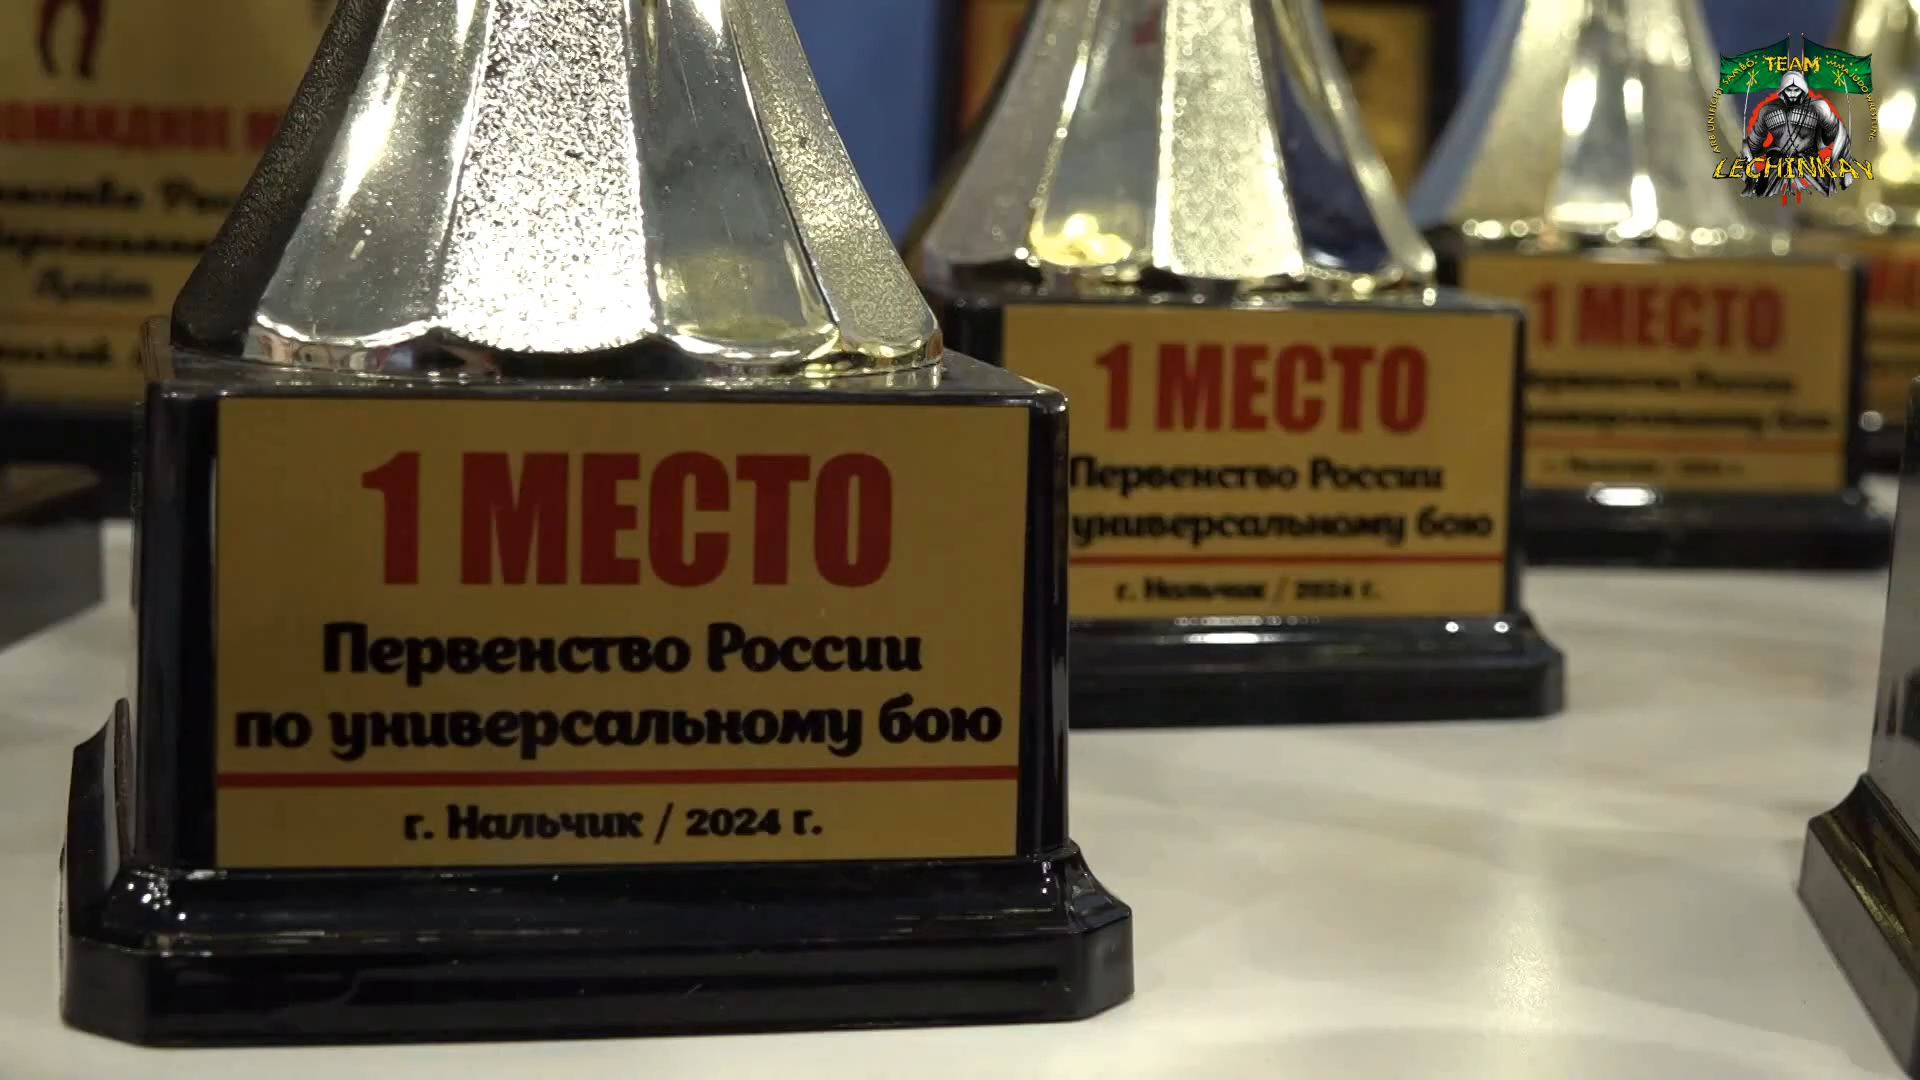 1 МЕСТО
Первенство России
по универсальному бою
г. Нальчик / 2024 г.
1 МЕСТО
Первенство России
универсальному бою
г. Нальчик / 2024 г.
1 МЕСТО
TEAM
LECHINKAY
SAMBO